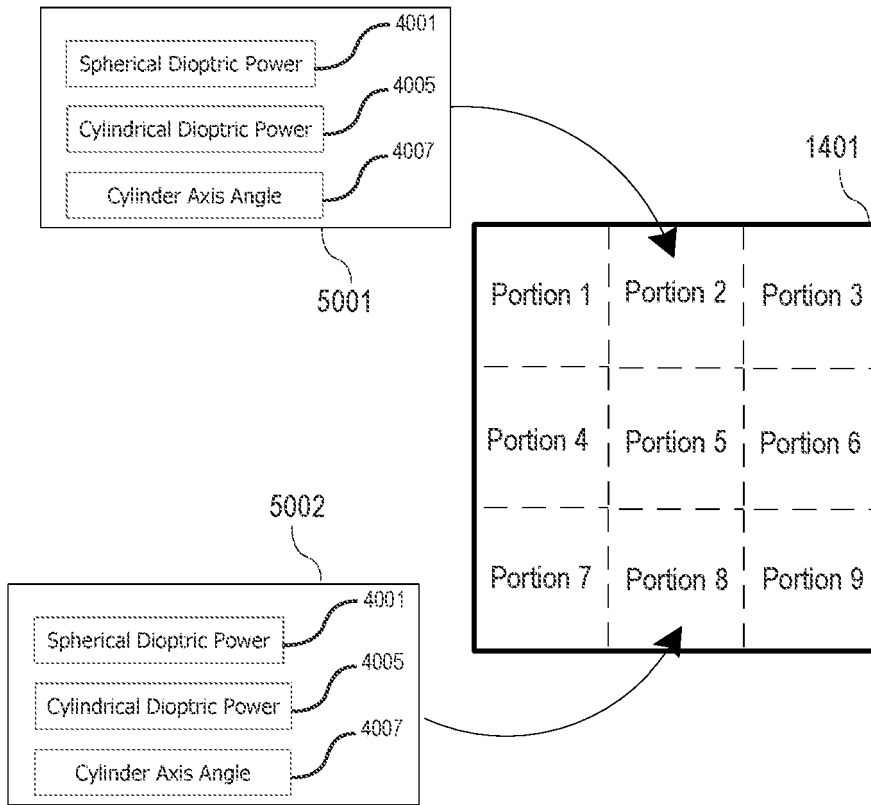 4001
Spherical Dioptric Power
4005
Cylindrical Dioptric Power
4007
Cylinder Axis Angle
5001
1401
Portion 1 Portion 2 Portion 3
Portion 4 Portion 5 Portion 6
Portion 7 Portion 8 Portion 9
5002
4001
Spherical Dioptric Power
4005
Cylindrical Dioptric Power
4007
Cylinder Axis Angle